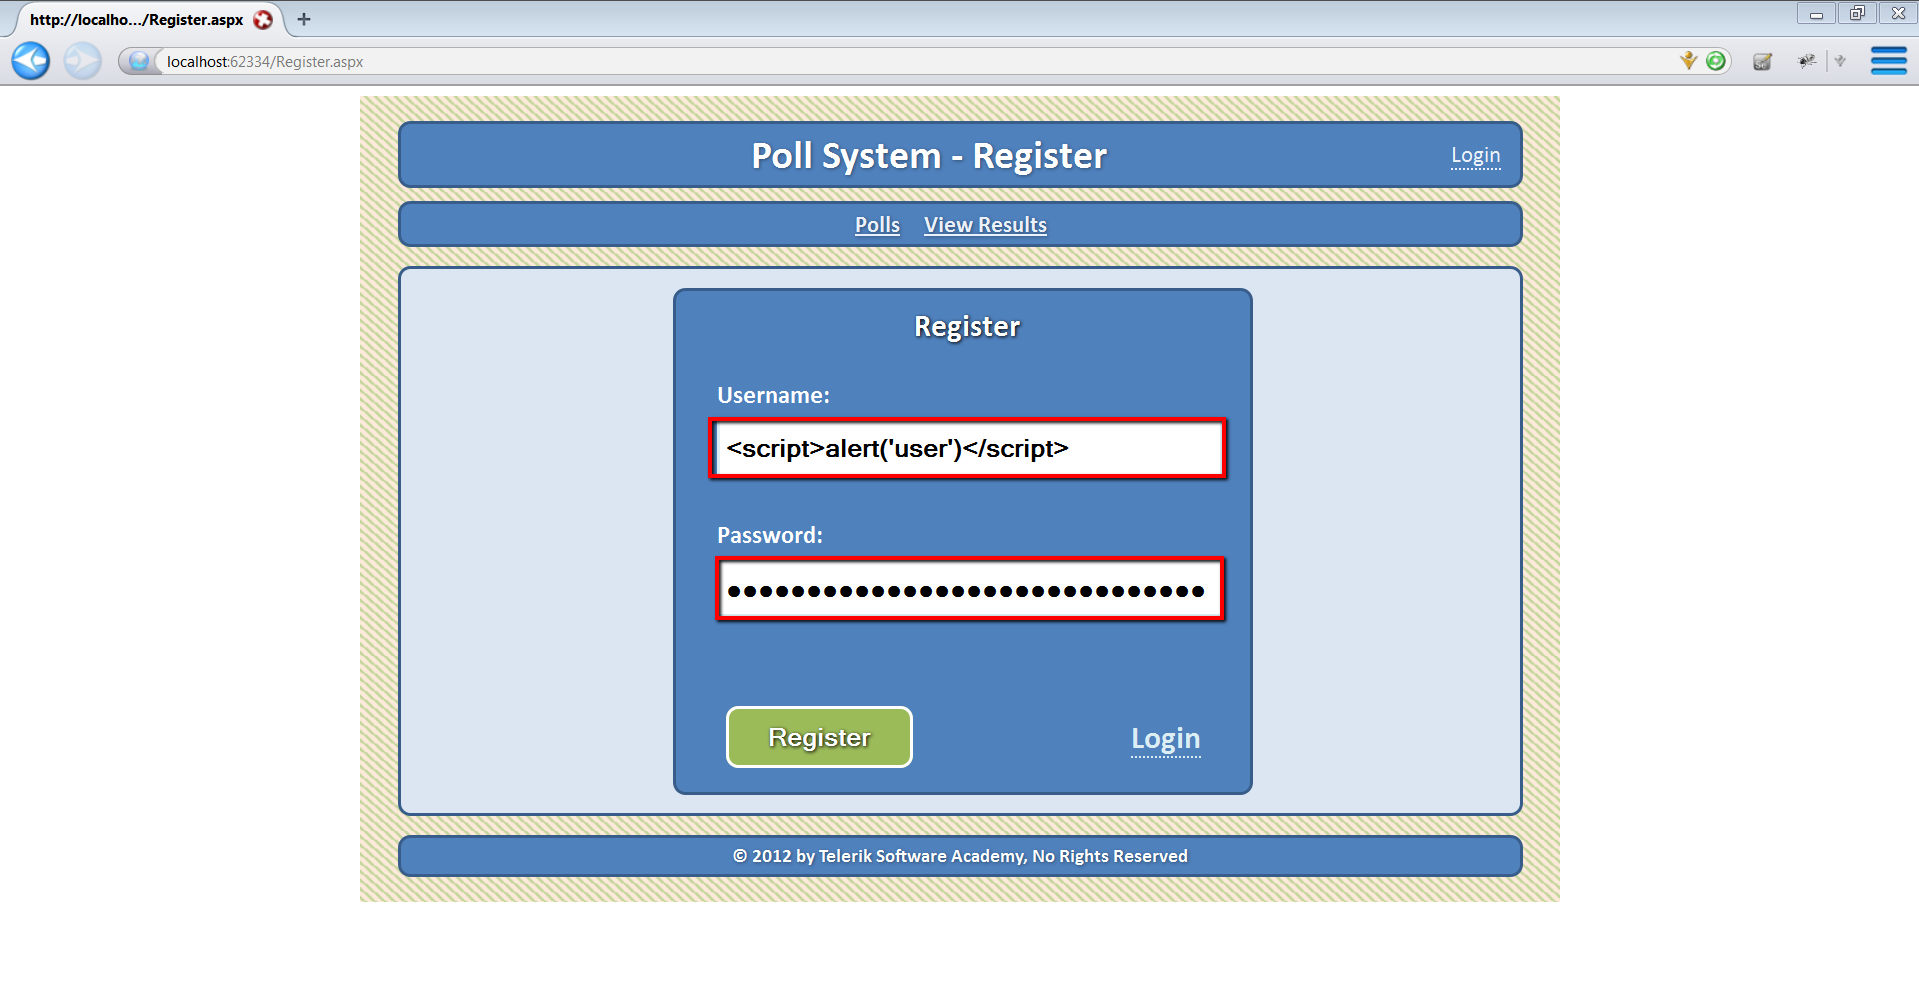 http://localho.../Register.aspx
localhost:62334/Register.aspx
Poll System - Register
Login
Polls View Results
Register
Username:
<script>alert('user')</script>
Password:
●●●●●●●●●●●●●●●●●●●●●●●●●●●●●●
Register
Login
© 2012 by Telerik Software Academy, No Rights Reserved